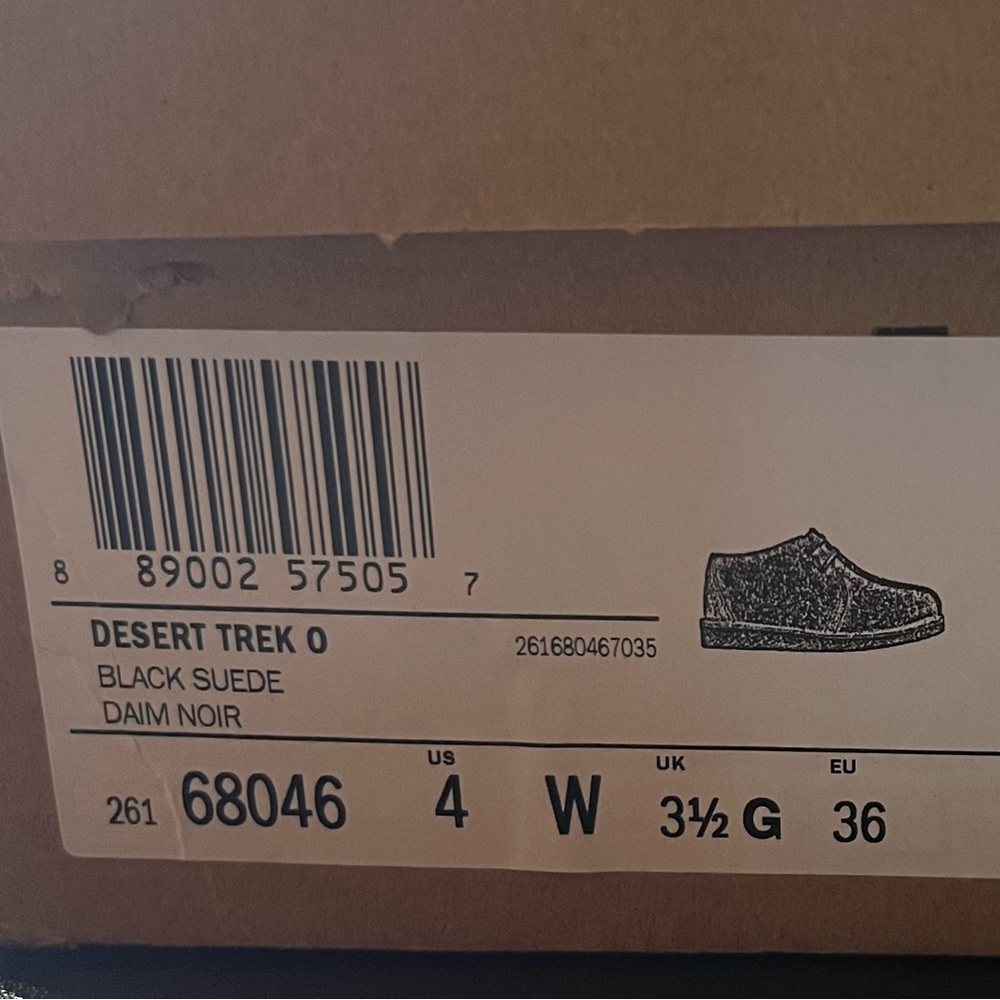 8 89002 57505 7
DESERT TREK O 261680467035
BLACK SUEDE
DAIM NOIR
US UK EU
261 68046 4 W 3½ G 36